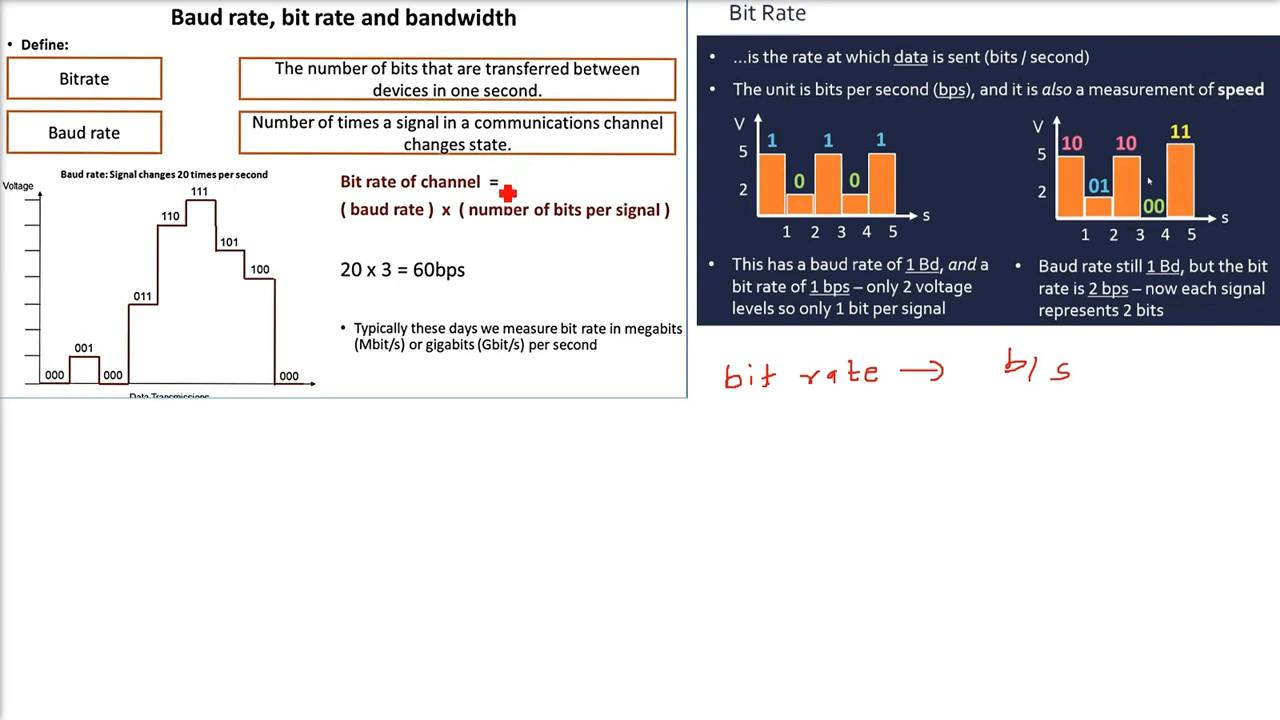 Baud rate, bit rate and bandwidth
• Define:
Bitrate
The number of bits that are transferred between
devices in one second.
Baud rate
Number of times a signal in a communications channel
changes state.
Baud rate: Signal changes 20 times per second
Voltage
111
110
101
100
011
001
000
000
000
Data Transmissions
Bit rate of channel =
( baud rate ) x ( number of bits per signal )
20 x 3 = 60bps
• Typically these days we measure bit rate in megabits
(Mbit/s) or gigabits (Gbit/s) per second
Bit Rate
• ...is the rate at which data is sent (bits / second)
• The unit is bits per second (bps), and it is also a measurement of speed
V
5
2
1 0 1 0 1
1 2 3 4 5
s
• This has a baud rate of 1 Bd, and a
bit rate of 1 bps – only 2 voltage
levels so only 1 bit per signal
V
5
2
10 01 10 00 11
1 2 3 4 5
s
• Baud rate still 1 Bd, but the bit
rate is 2 bps – now each signal
represents 2 bits
bit rate → b/s